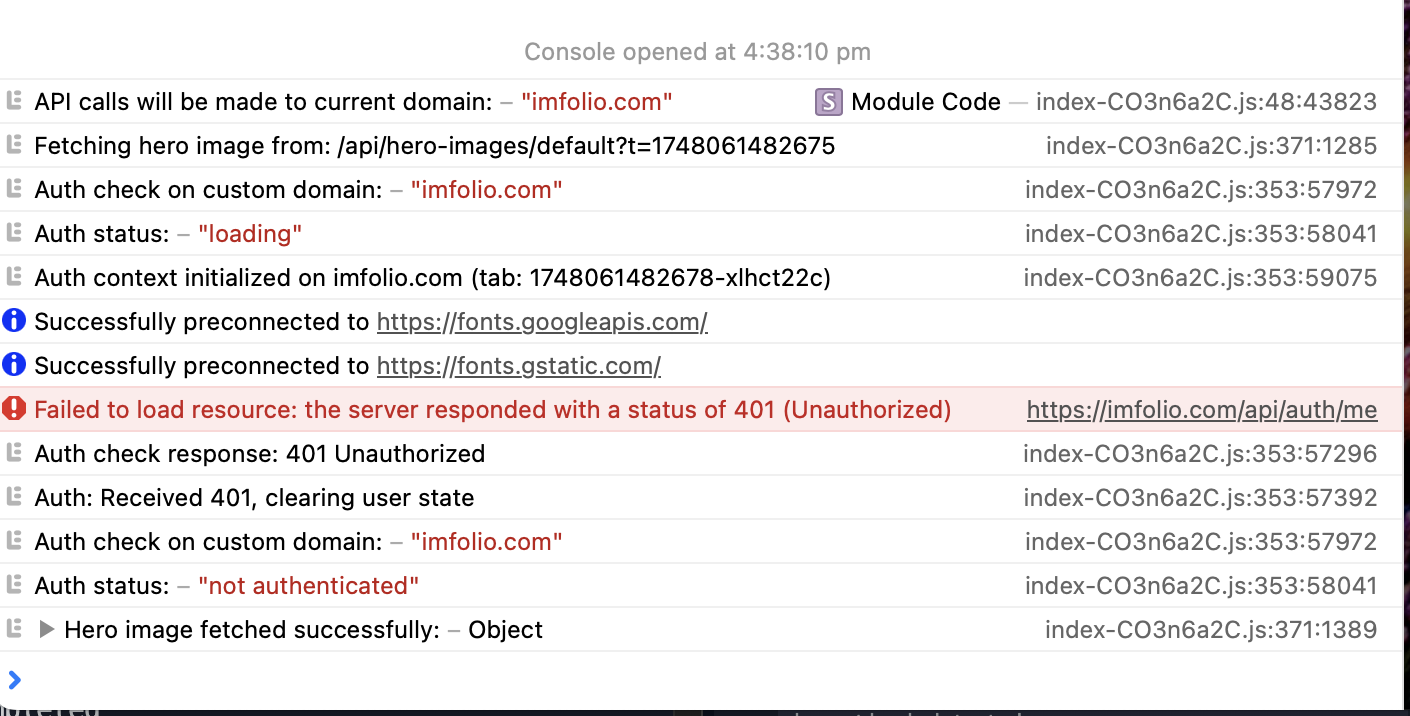 Console opened at 4:38:10 pm
API calls will be made to current domain: – "imfolio.com" S Module Code — index-CO3n6a2C.js:48:43823
Fetching hero image from: /api/hero-images/default?t=1748061482675 index-CO3n6a2C.js:371:1285
Auth check on custom domain: – "imfolio.com" index-CO3n6a2C.js:353:57972
Auth status: – "loading" index-CO3n6a2C.js:353:58041
Auth context initialized on imfolio.com (tab: 1748061482678-xlhct22c) index-CO3n6a2C.js:353:59075
Successfully preconnected to https://fonts.googleapis.com/
Successfully preconnected to https://fonts.gstatic.com/
Failed to load resource: the server responded with a status of 401 (Unauthorized) https://imfolio.com/api/auth/me
Auth check response: 401 Unauthorized index-CO3n6a2C.js:353:57296
Auth: Received 401, clearing user state index-CO3n6a2C.js:353:57392
Auth check on custom domain: – "imfolio.com" index-CO3n6a2C.js:353:57972
Auth status: – "not authenticated" index-CO3n6a2C.js:353:58041
Hero image fetched successfully: – Object index-CO3n6a2C.js:371:1389